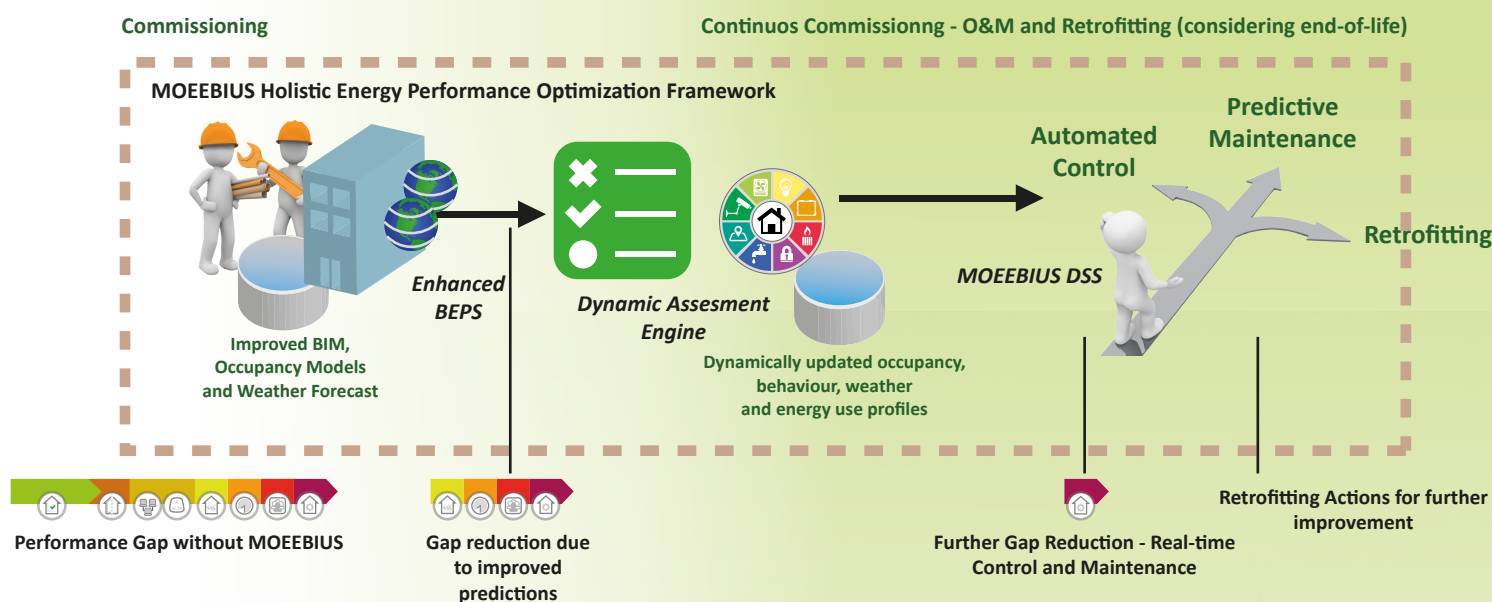 Commissioning
Continuos Commissionng - O&M and Retrofitting (considering end-of-life)
MOEEBIUS Holistic Energy Performance Optimization Framework
Predictive
Maintenance
Automated
Control
Retrofitting
Enhanced
BEPS
Dynamic Assesment
Engine
MOEEBIUS DSS
Improved BIM,
Occupancy Models
and Weather Forecast
Dynamically updated occupancy,
behaviour, weather
and energy use profiles
Performance Gap without MOEEBIUS
Gap reduction due
to improved
predictions
Further Gap Reduction - Real-time
Control and Maintenance
Retrofitting Actions for further
improvement